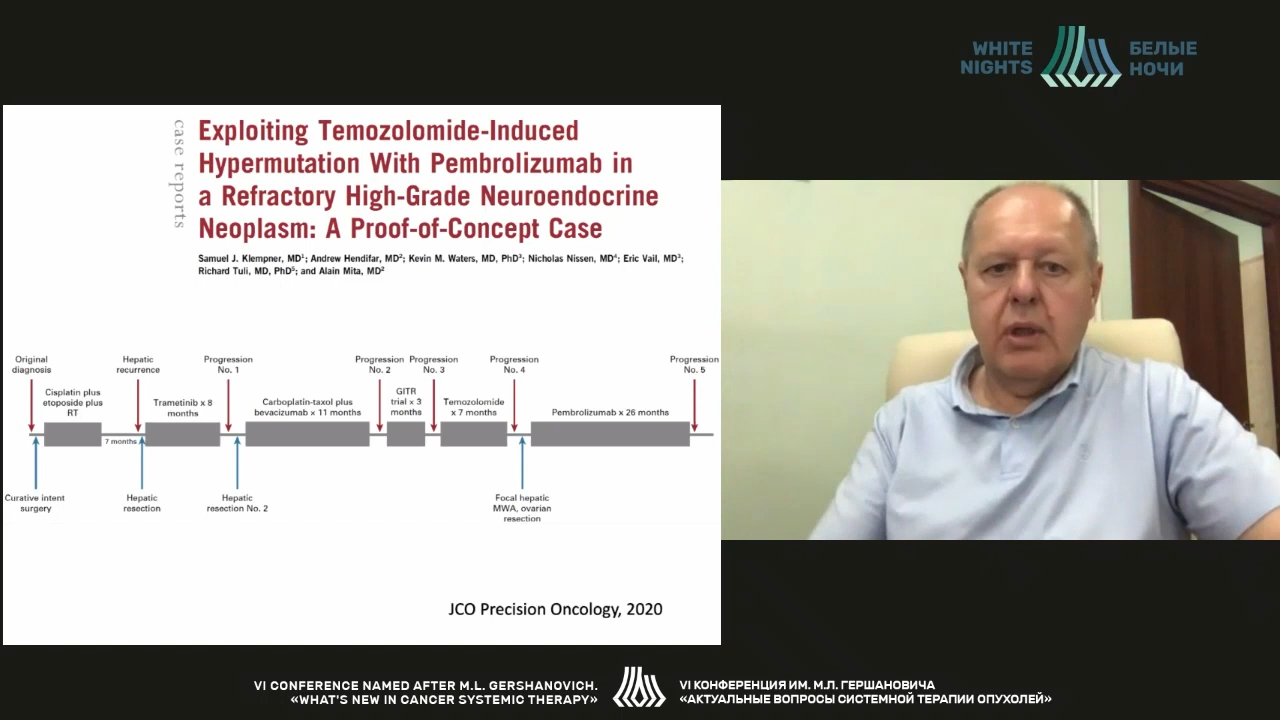 WHITE
NIGHTS
БЕЛЫЕ
НОЧИ
case reports
Exploiting Temozolomide-Induced
Hypermutation With Pembrolizumab in
a Refractory High-Grade Neuroendocrine
Neoplasm: A Proof-of-Concept Case
Samuel J. Klempner, MD1; Andrew Hendifar, MD2; Kevin M. Waters, MD, PhD3; Nicholas Nissen, MD4; Eric Vail, MD3;
Richard Tuli, MD, PhD5; and Alain Mita, MD2
Original
diagnosis
Hepatic
recurrence
Progression
No. 1
Progression
No. 2
Progression
No. 3
Progression
No. 4
Progression
No. 5
Cisplatin plus
etoposide plus
RT
Trametinib x 8
months
Carboplatin-taxol plus
bevacizumab × 11 months
GITR
trial × 3
months
Temozolomide
x 7 months
Pembrolizumab × 26 months
7 months
Curative intent
surgery
Hepatic
resection
Hepatic
resection No. 2
Focal hepatic
MWA, ovarian
resection
JCO Precision Oncology, 2020
VI CONFERENCE NAMED AFTER M.L. GERSHANOVICH.
«WHAT'S NEW IN CANCER SYSTEMIC THERAPY»
VI КОНФЕРЕНЦИЯ ИМ. М.Л. ГЕРШАНОВИЧА
«АКТУАЛЬНЫЕ ВОПРОСЫ СИСТЕМНОЙ ТЕРАПИИ ОПУХОЛЕЙ»